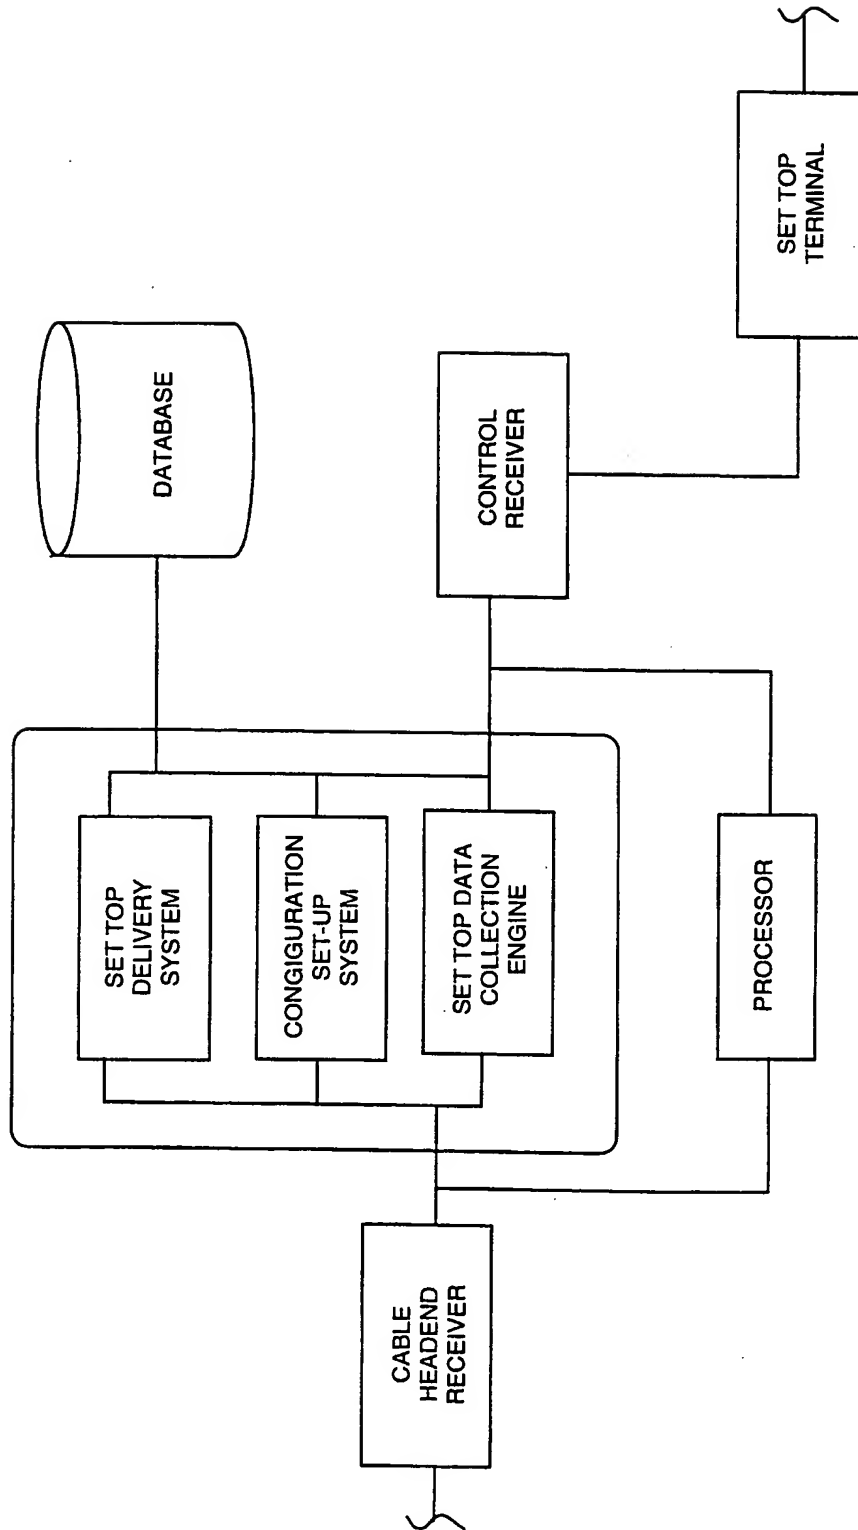 DATABASE
SET TOP
DELIVERY
SYSTEM
CONGIGURATION
SET-UP
SYSTEM
SET TOP DATA
COLLECTION
ENGINE
CABLE
HEADEND
RECEIVER
CONTROL
RECEIVER
PROCESSOR
SET TOP
TERMINAL